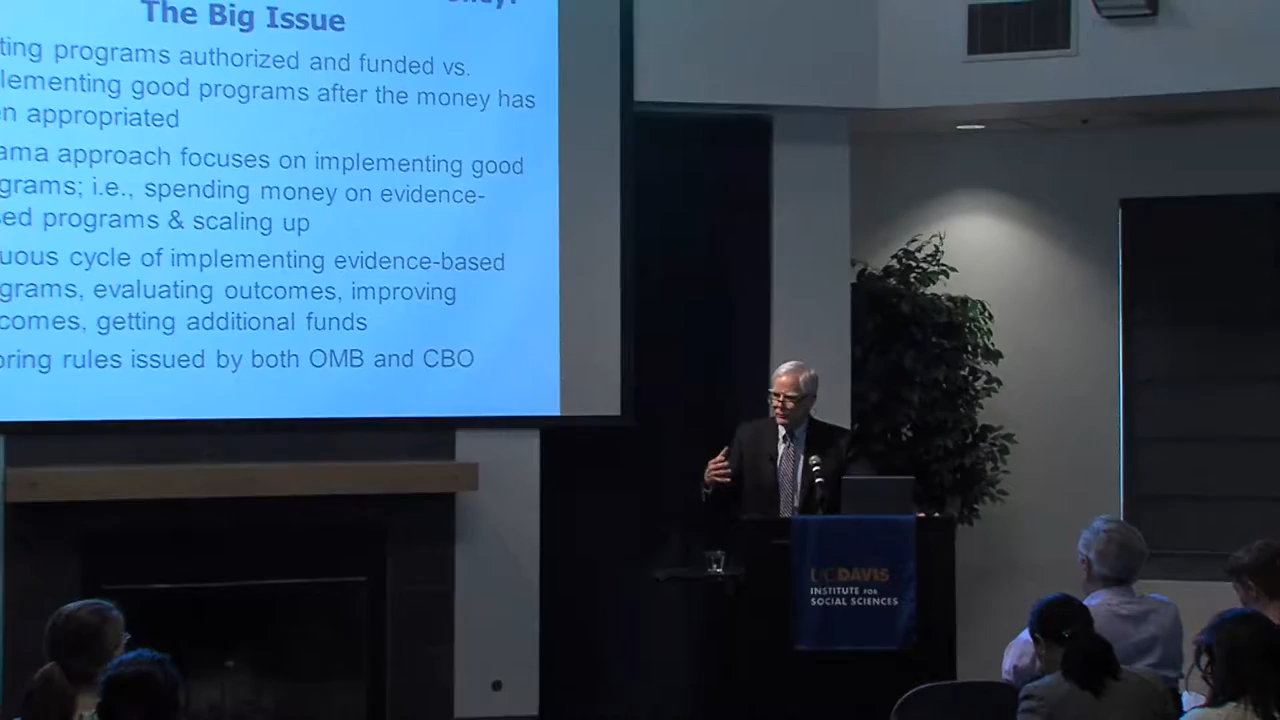 The Big Issue
ting programs authorized and funded vs.
lementing good programs after the money has
n appropriated
ama approach focuses on implementing good
grams; i.e., spending money on evidence-
sed programs & scaling up
uous cycle of implementing evidence-based
grams, evaluating outcomes, improving
comes, getting additional funds
oring rules issued by both OMB and CBO
UC DAVIS
INSTITUTE FOR
SOCIAL SCIENCES